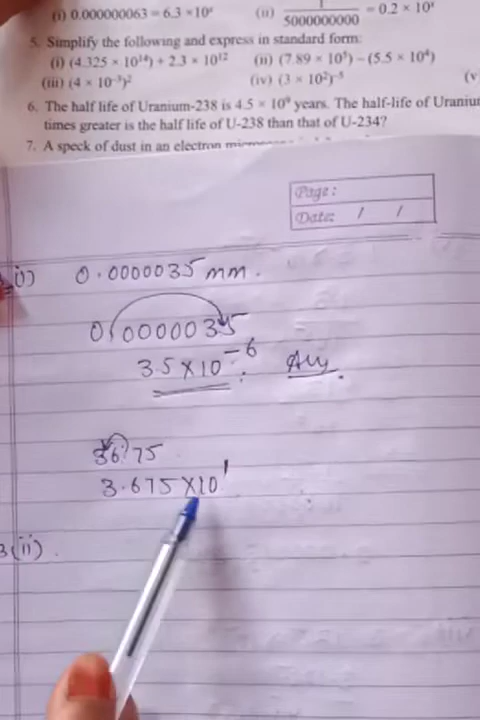 (i) 0.000000063 = 6.3 × 10ˣ (ii) 1/5000000000 = 0.2 × 10ˣ
5. Simplify the following and express in standard form:
(i) (4.325 × 10¹⁴) ÷ 2.3 × 10¹² (ii) (7.89 × 10⁵) – (5.5 × 10⁴)
(iii) (4 × 10⁻³)² (iv) (3 × 10²)⁻⁵ (v
6. The half life of Uranium-238 is 4.5 × 10⁹ years. The half-life of
times greater is the half life of U-238 than that of U-234?
7. A speck of dust in an electron
Page:
Date: / /
i) 0.0000035 mm.
0.0000035
3.5 × 10⁻⁶ Ans.
36.75
3.675 × 10¹
3(ii).